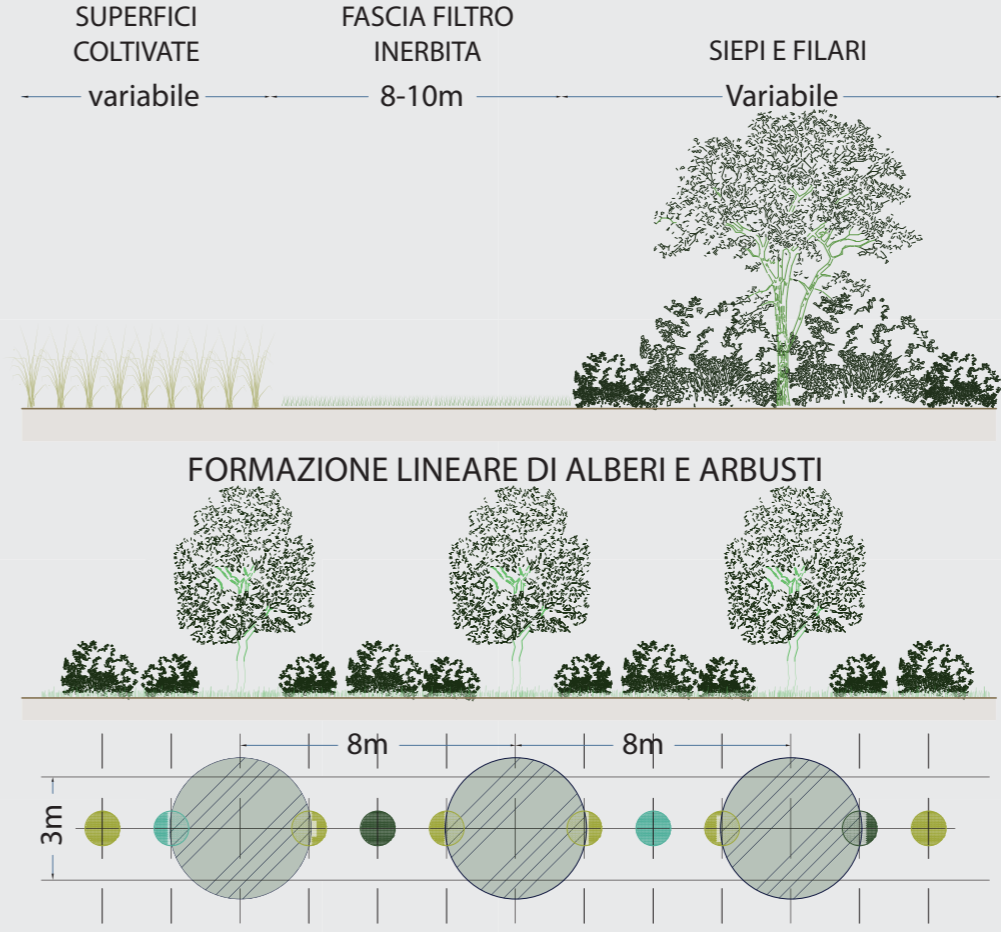 SUPERFICI
COLTIVATE
variabile
FASCIA FILTRO
INERBITA
8-10m
SIEPI E FILARI
Variabile
FORMAZIONE LINEARE DI ALBERI E ARBUSTI
8m
8m
3m